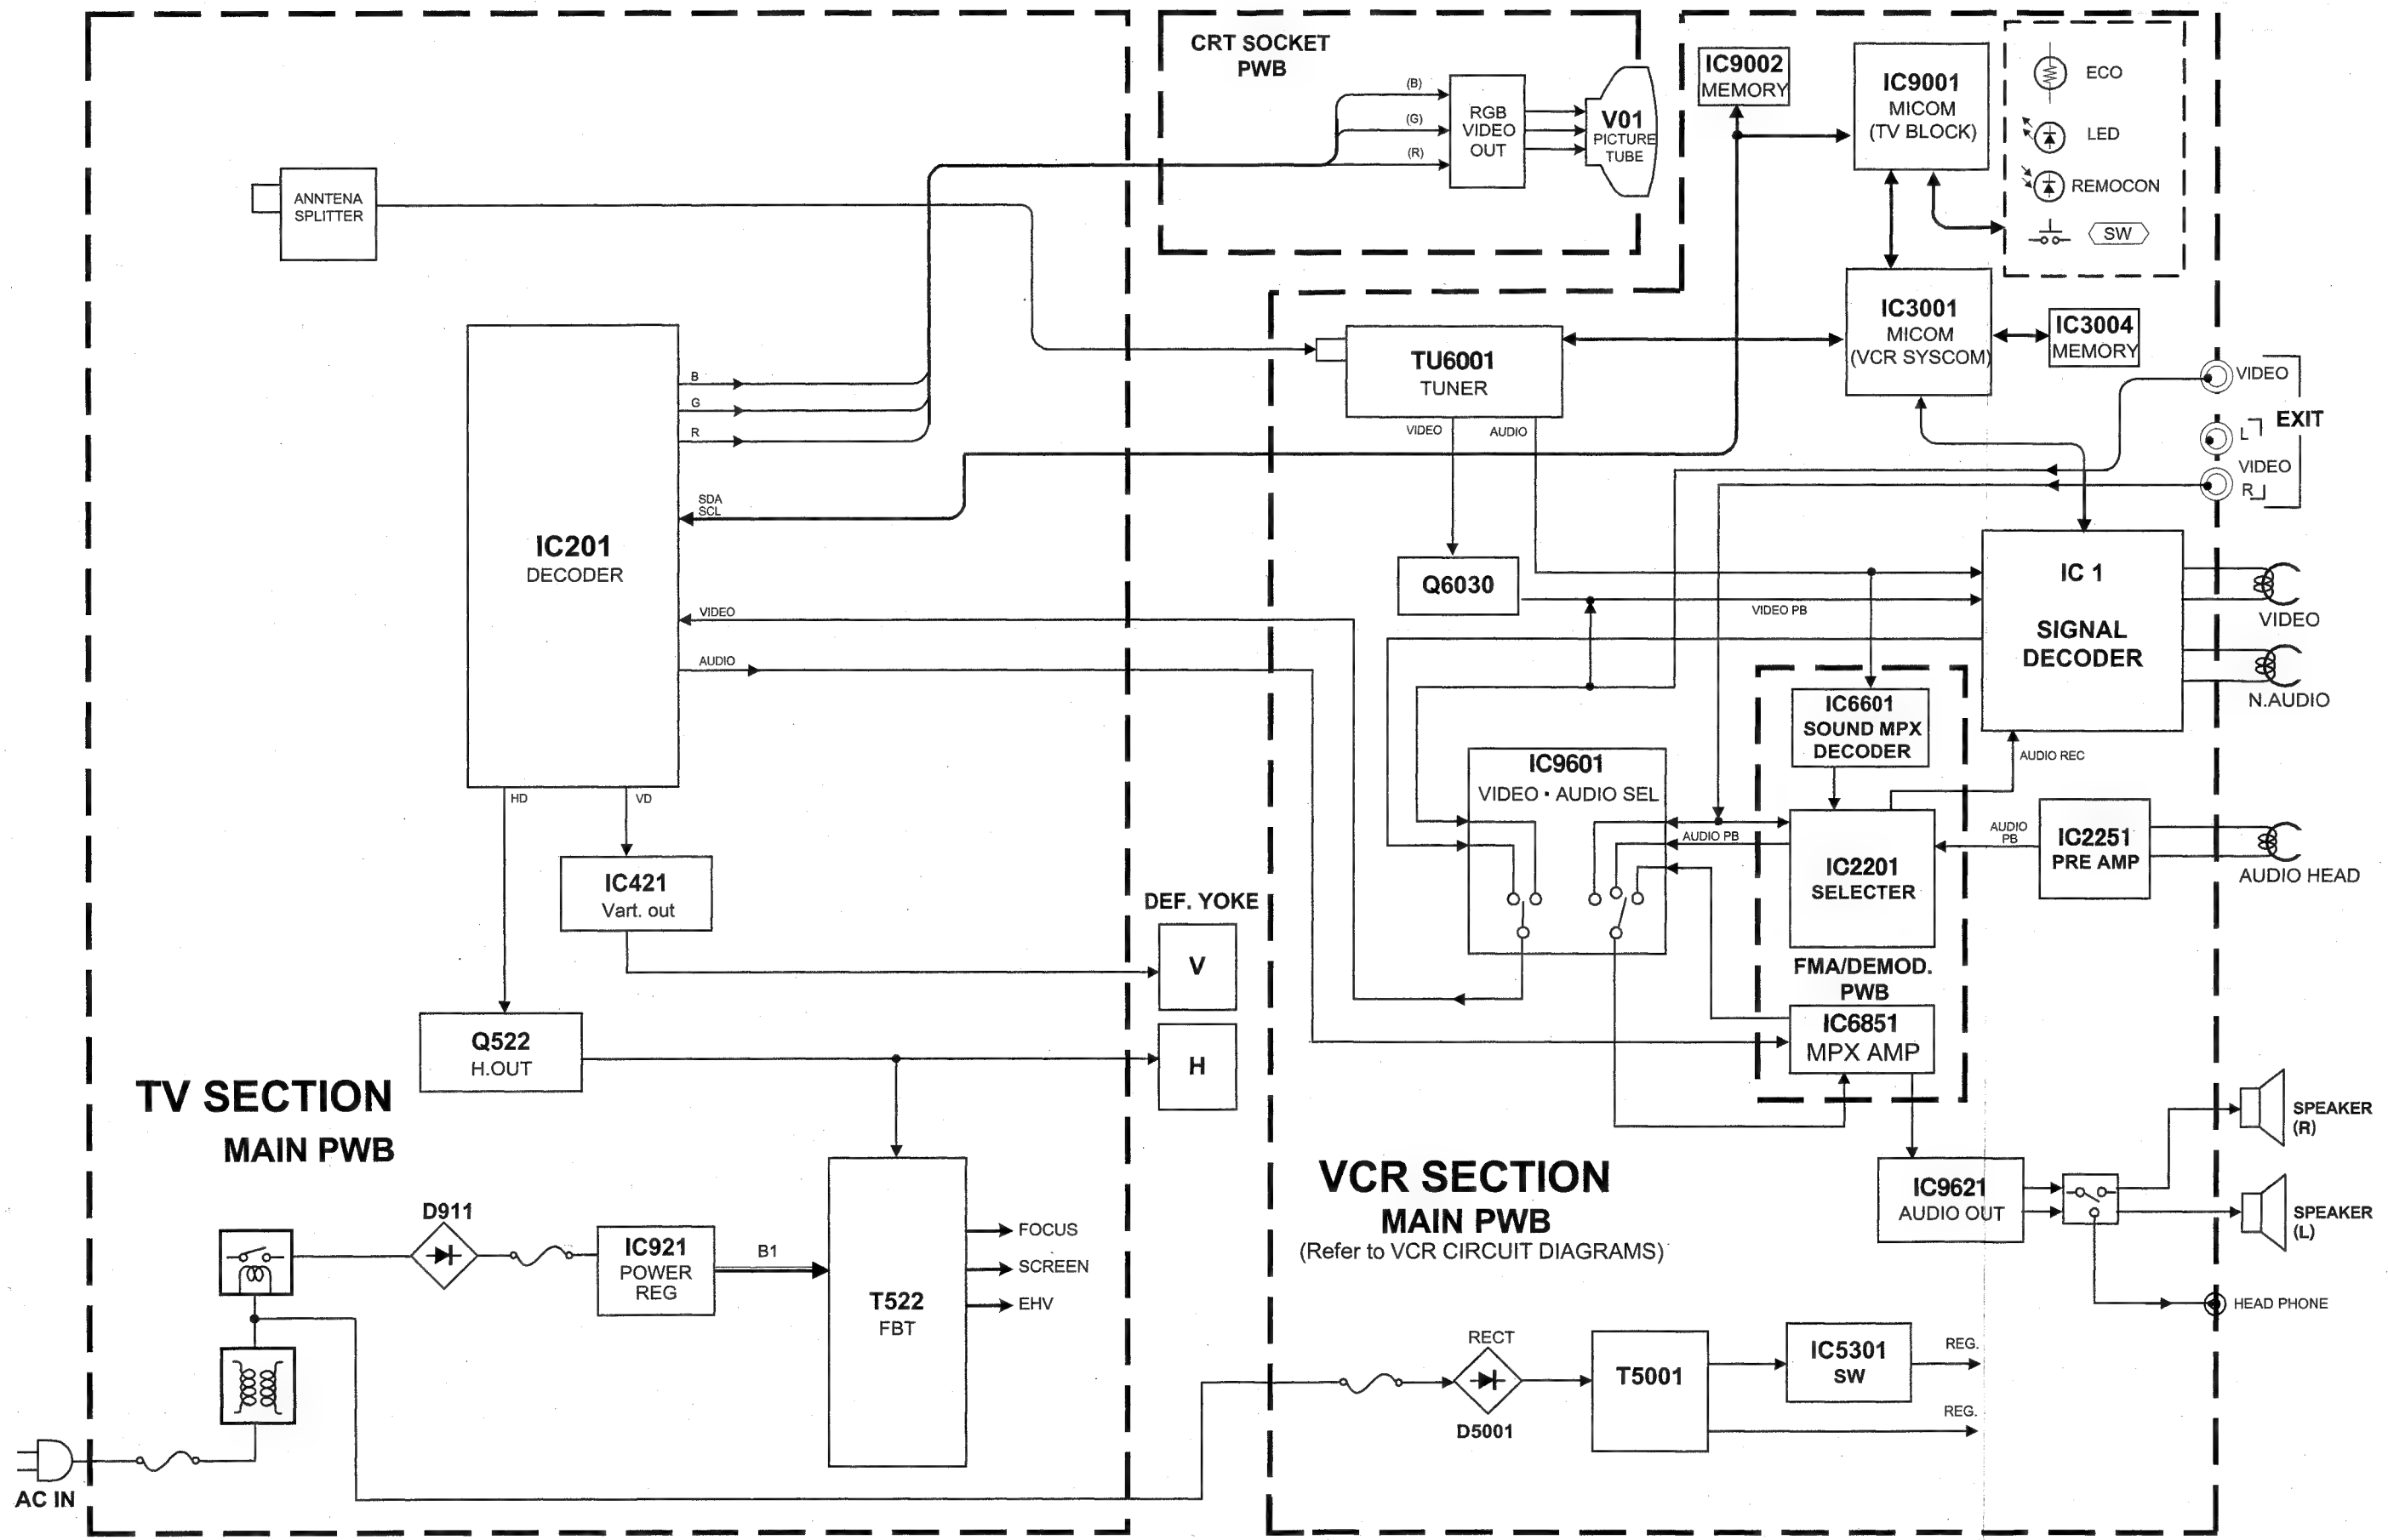 CRT SOCKET
PWB
(B)
(G)
(R)
RGB
VIDEO
OUT
V01
PICTURE
TUBE
IC9002
MEMORY
IC9001
MICOM
(TV BLOCK)
ECO
LED
REMOCON
SW
ANNTENA
SPLITTER
IC3001
MICOM
(VCR SYSCOM)
IC3004
MEMORY
TU6001
TUNER
VIDEO
AUDIO
VIDEO
EXIT
L
VIDEO
R
B
G
R
SDA
SCL
IC201
DECODER
VIDEO
AUDIO
HD
VD
Q6030
VIDEO PB
IC 1
SIGNAL
DECODER
VIDEO
N.AUDIO
IC6601
SOUND MPX
DECODER
AUDIO REC
IC9601
VIDEO • AUDIO SEL
AUDIO PB
IC2201
SELECTER
AUDIO
PB
IC2251
PRE AMP
AUDIO HEAD
IC421
Vart. out
DEF. YOKE
V
H
FMA/DEMOD.
PWB
IC6851
MPX AMP
Q522
H.OUT
TV SECTION
MAIN PWB
VCR SECTION
MAIN PWB
(Refer to VCR CIRCUIT DIAGRAMS)
IC9621
AUDIO OUT
SPEAKER
(R)
SPEAKER
(L)
HEAD PHONE
D911
IC921
POWER
REG
B1
T522
FBT
FOCUS
SCREEN
EHV
RECT
D5001
T5001
IC5301
SW
REG.
REG.
AC IN